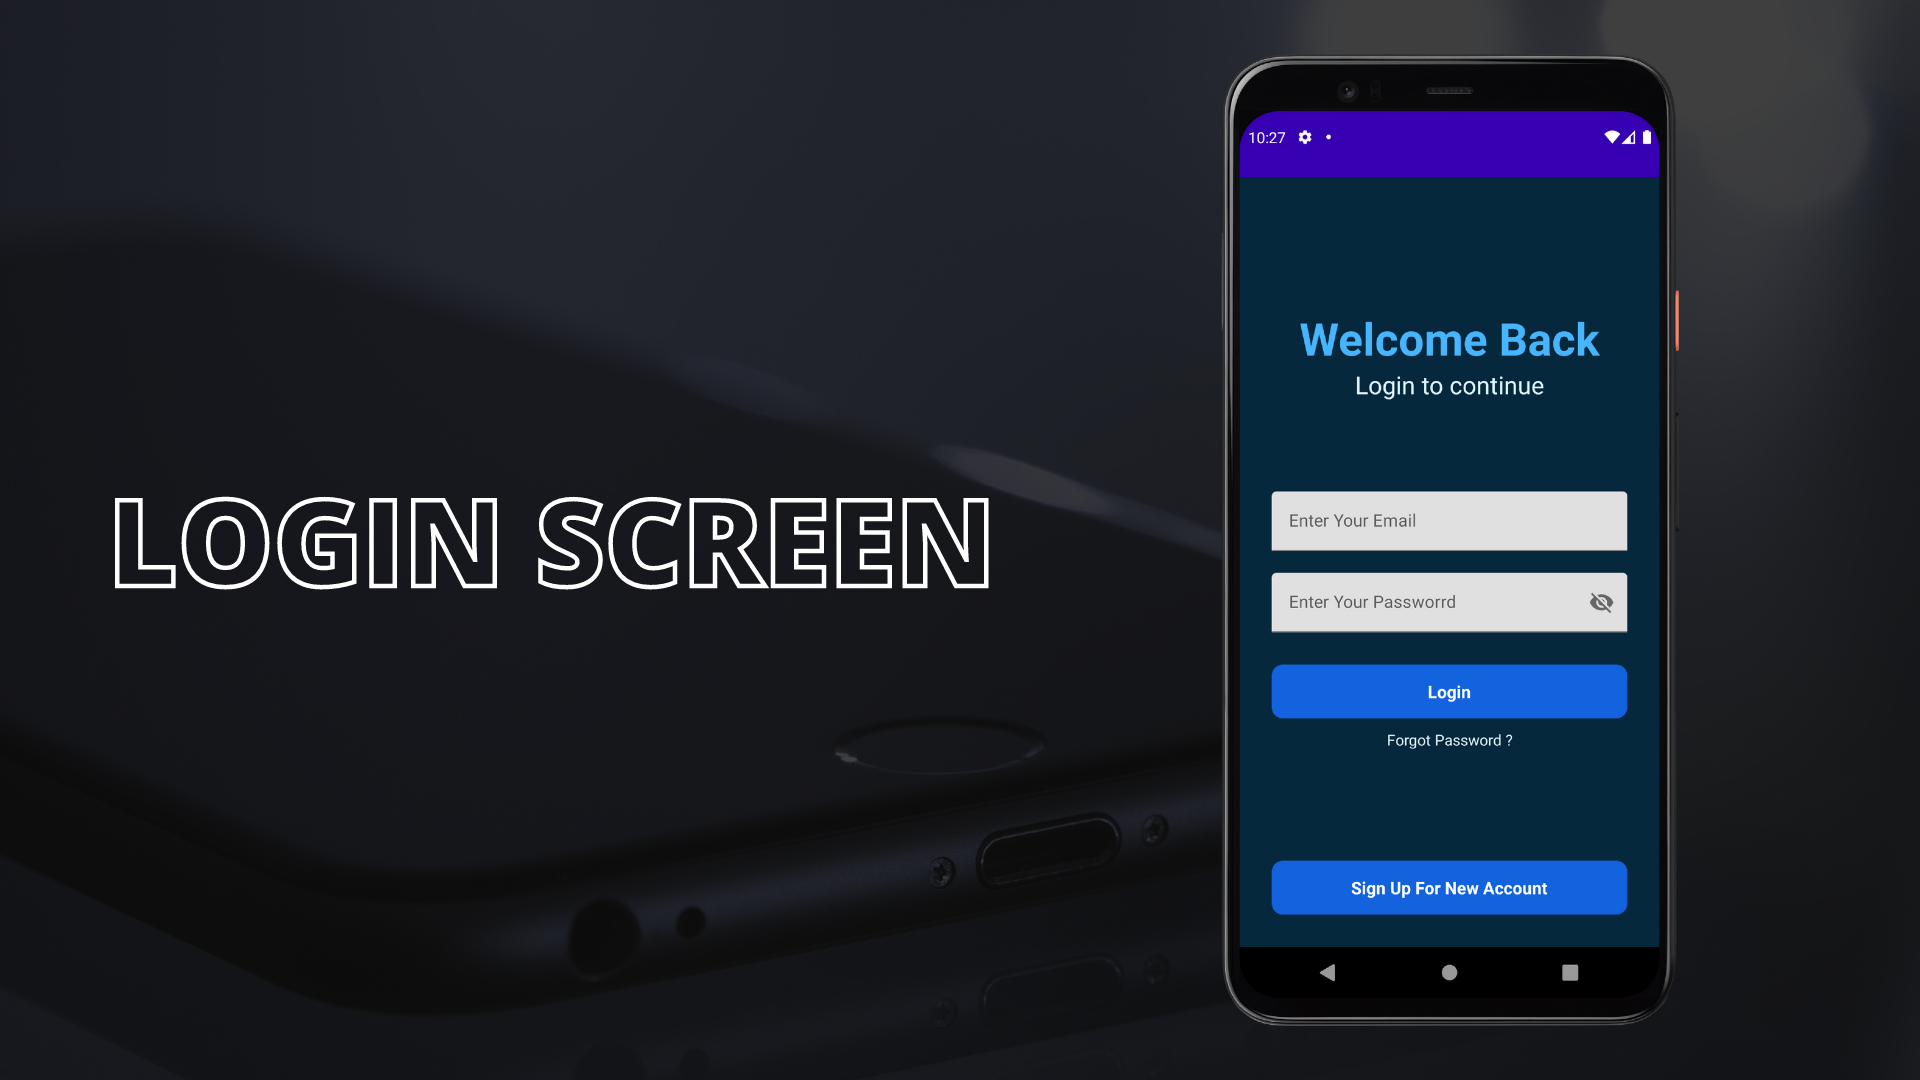 LOGIN SCREEN
10:27
Welcome Back
Login to continue
Enter Your Email
Enter Your Passworrd
Login
Forgot Password ?
Sign Up For New Account